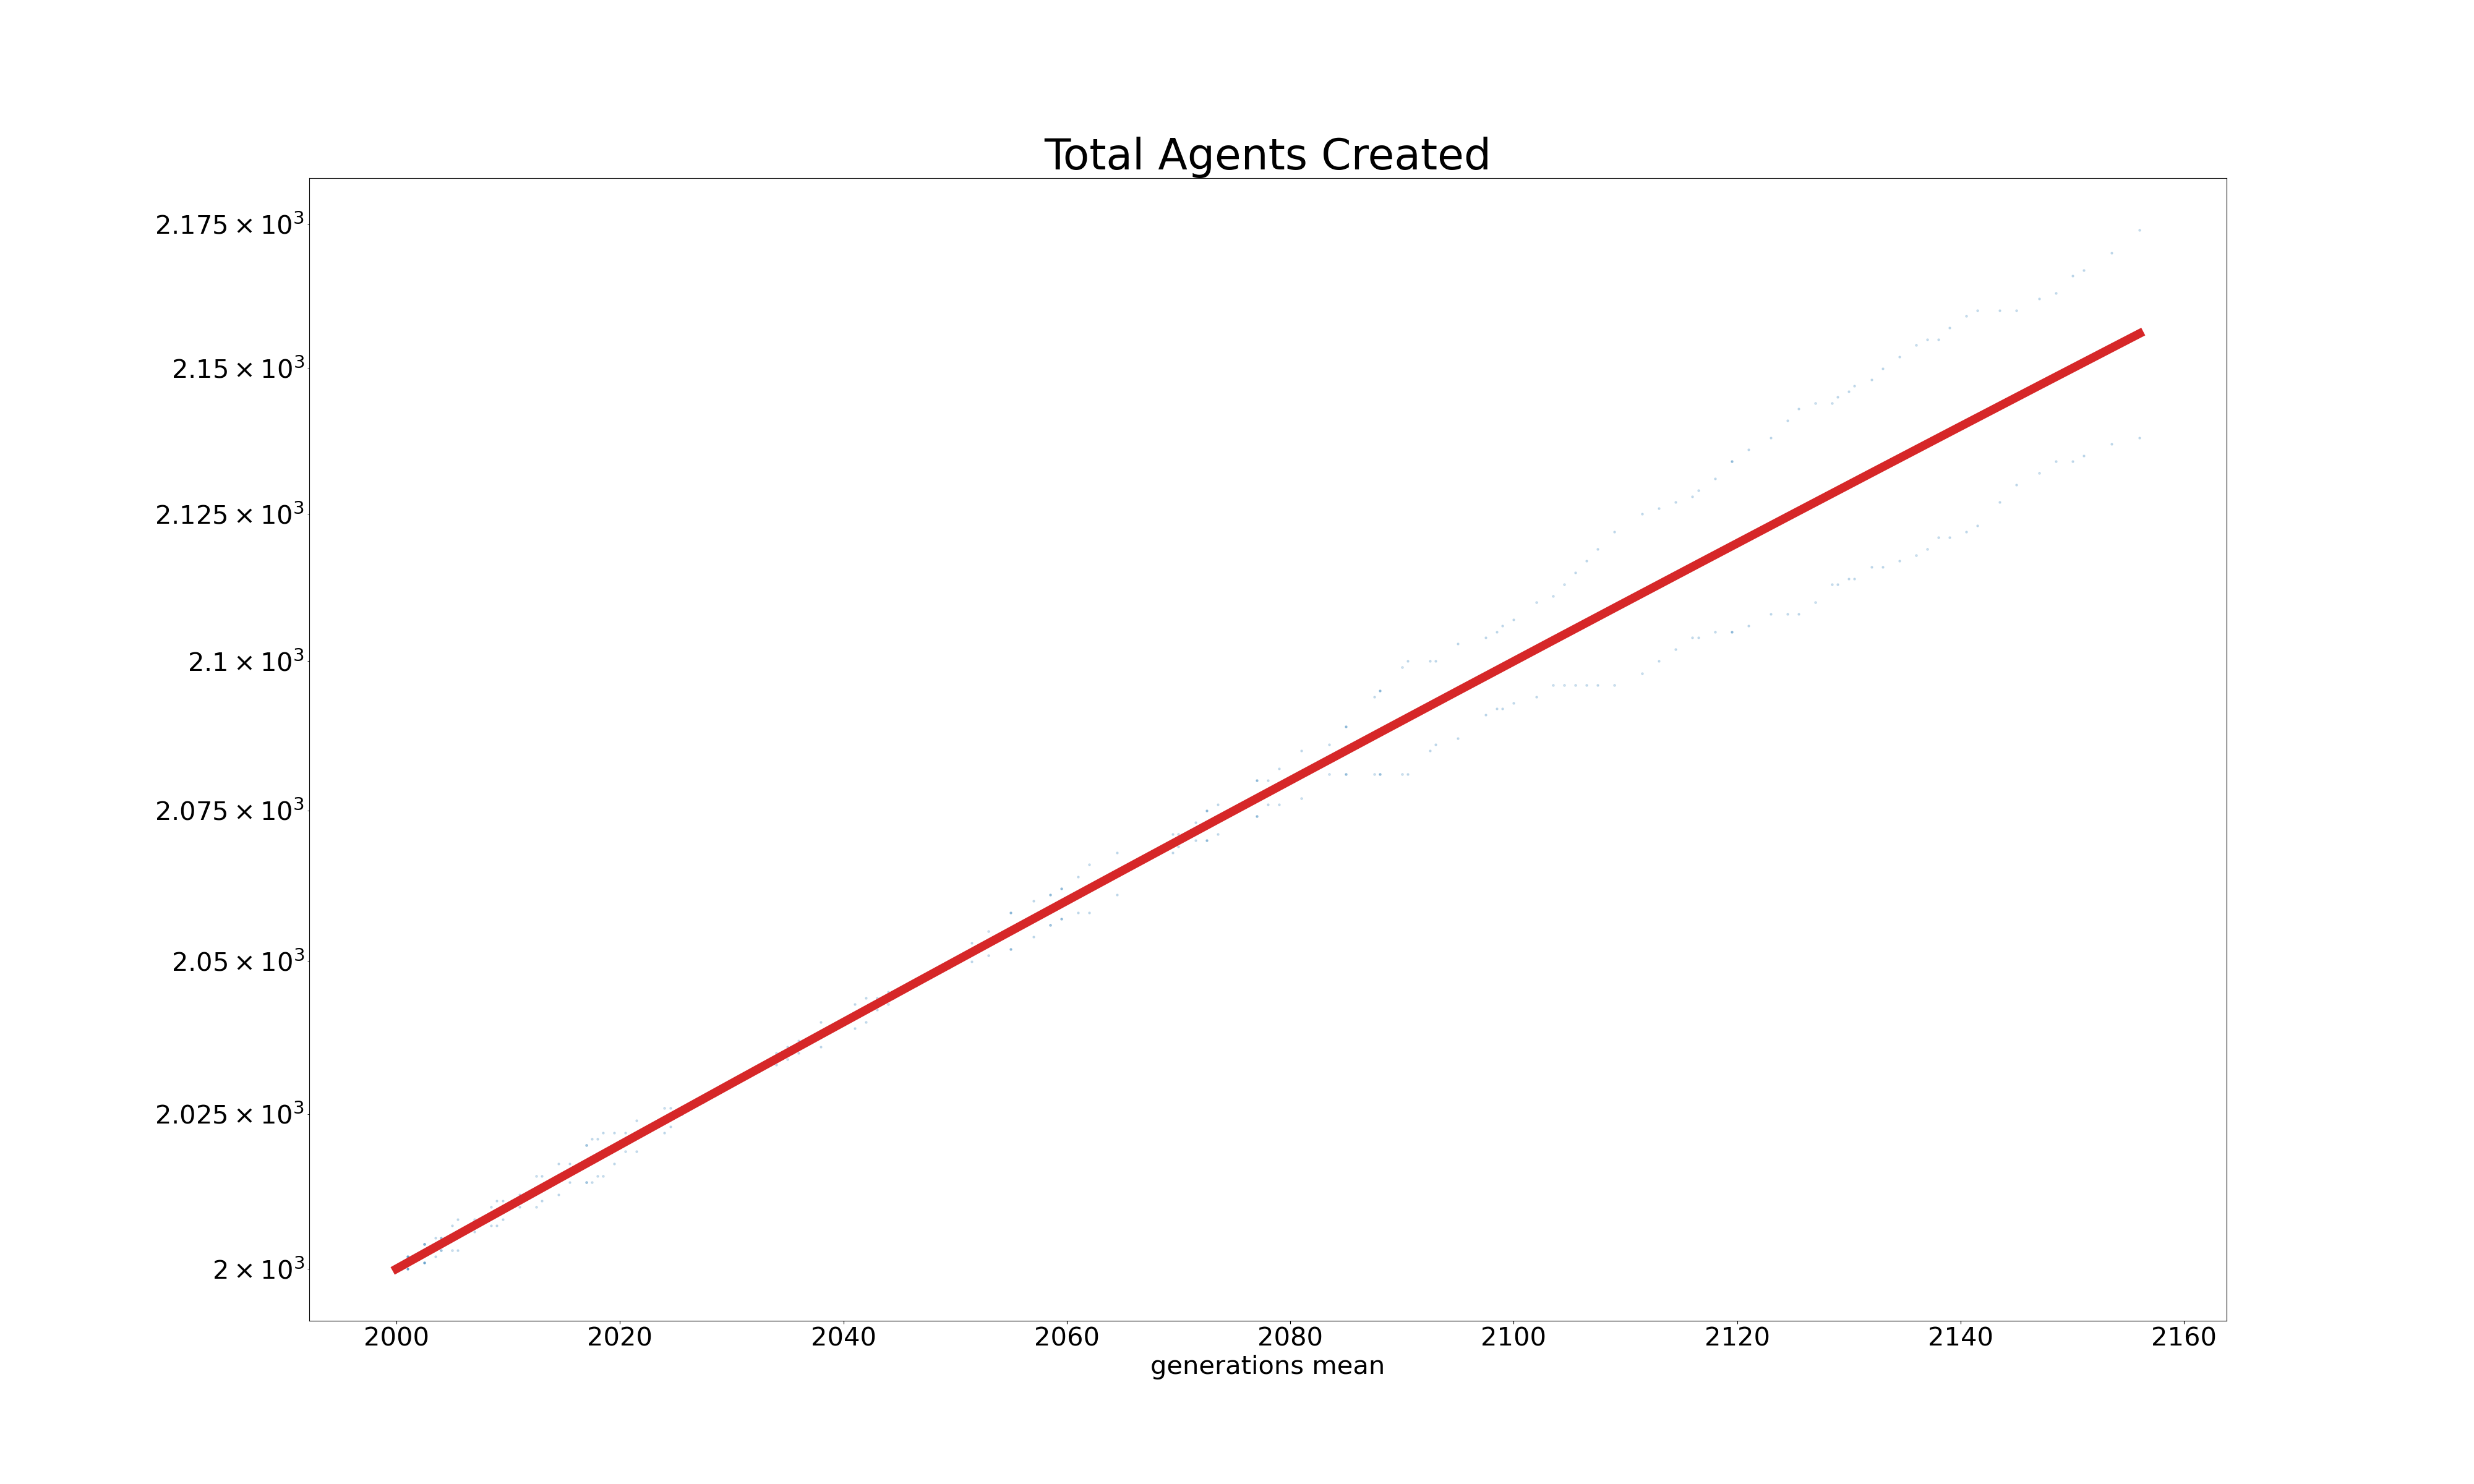 Total Agents Created
2.175 × 10³
2.15 × 10³
2.125 × 10³
2.1 × 10³
2.075 × 10³
2.05 × 10³
2.025 × 10³
2 × 10³
2000 2020 2040 2060 2080 2100 2120 2140 2160
generations mean